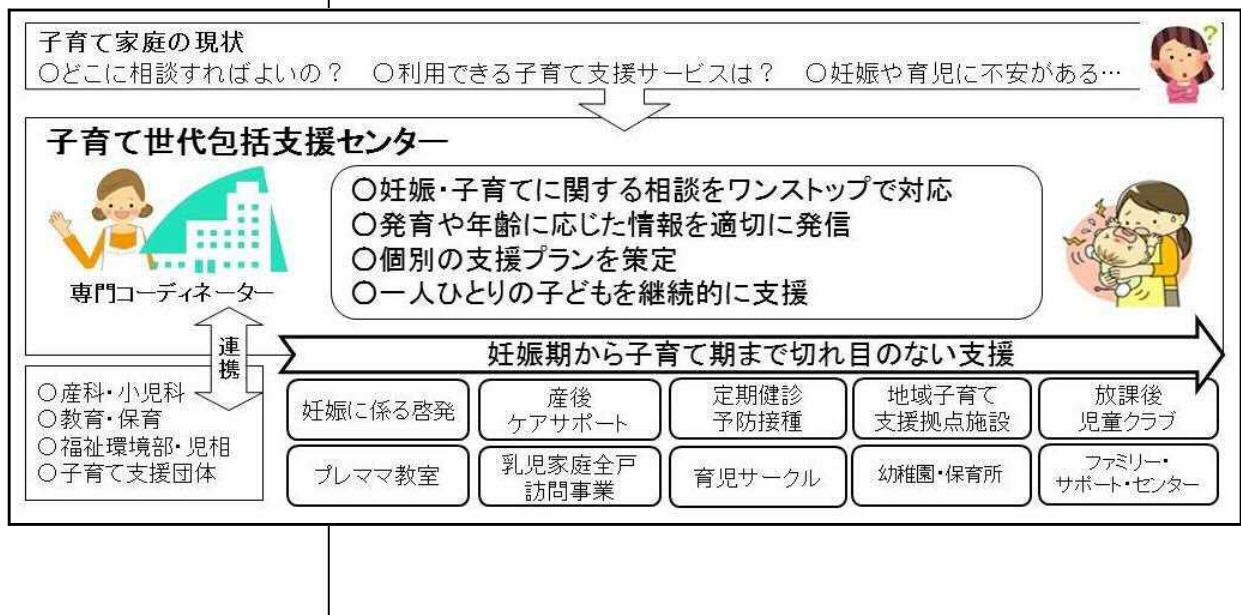 子育て家庭の現状
○どこに相談すればよいの？　○利用できる子育て支援サービスは？　○妊娠や育児に不安がある…
?
子育て世代包括支援センター
専門コーディネーター
○妊娠・子育てに関する相談をワンストップで対応
○発育や年齢に応じた情報を適切に発信
○個別の支援プランを策定
○一人ひとりの子どもを継続的に支援
連
携
妊娠期から子育て期まで切れ目のない支援
○産科・小児科
○教育・保育
○福祉環境部・児相
○子育て支援団体
妊娠に係る啓発
産後
ケアサポート
定期健診
予防接種
地域子育て
支援拠点施設
放課後
児童クラブ
プレママ教室
乳児家庭全戸
訪問事業
育児サークル
幼稚園・保育所
ファミリー・
サポート・センター